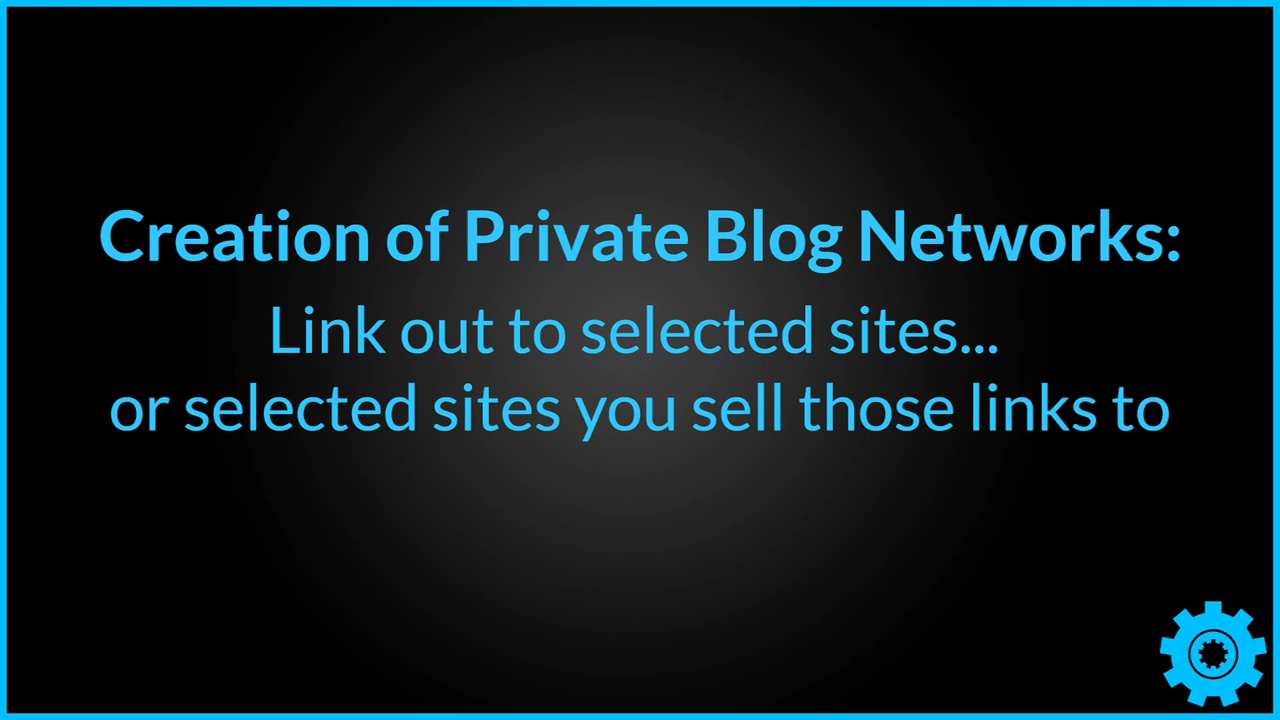 Creation of Private Blog Networks:
Link out to selected sites...
or selected sites you sell those links to